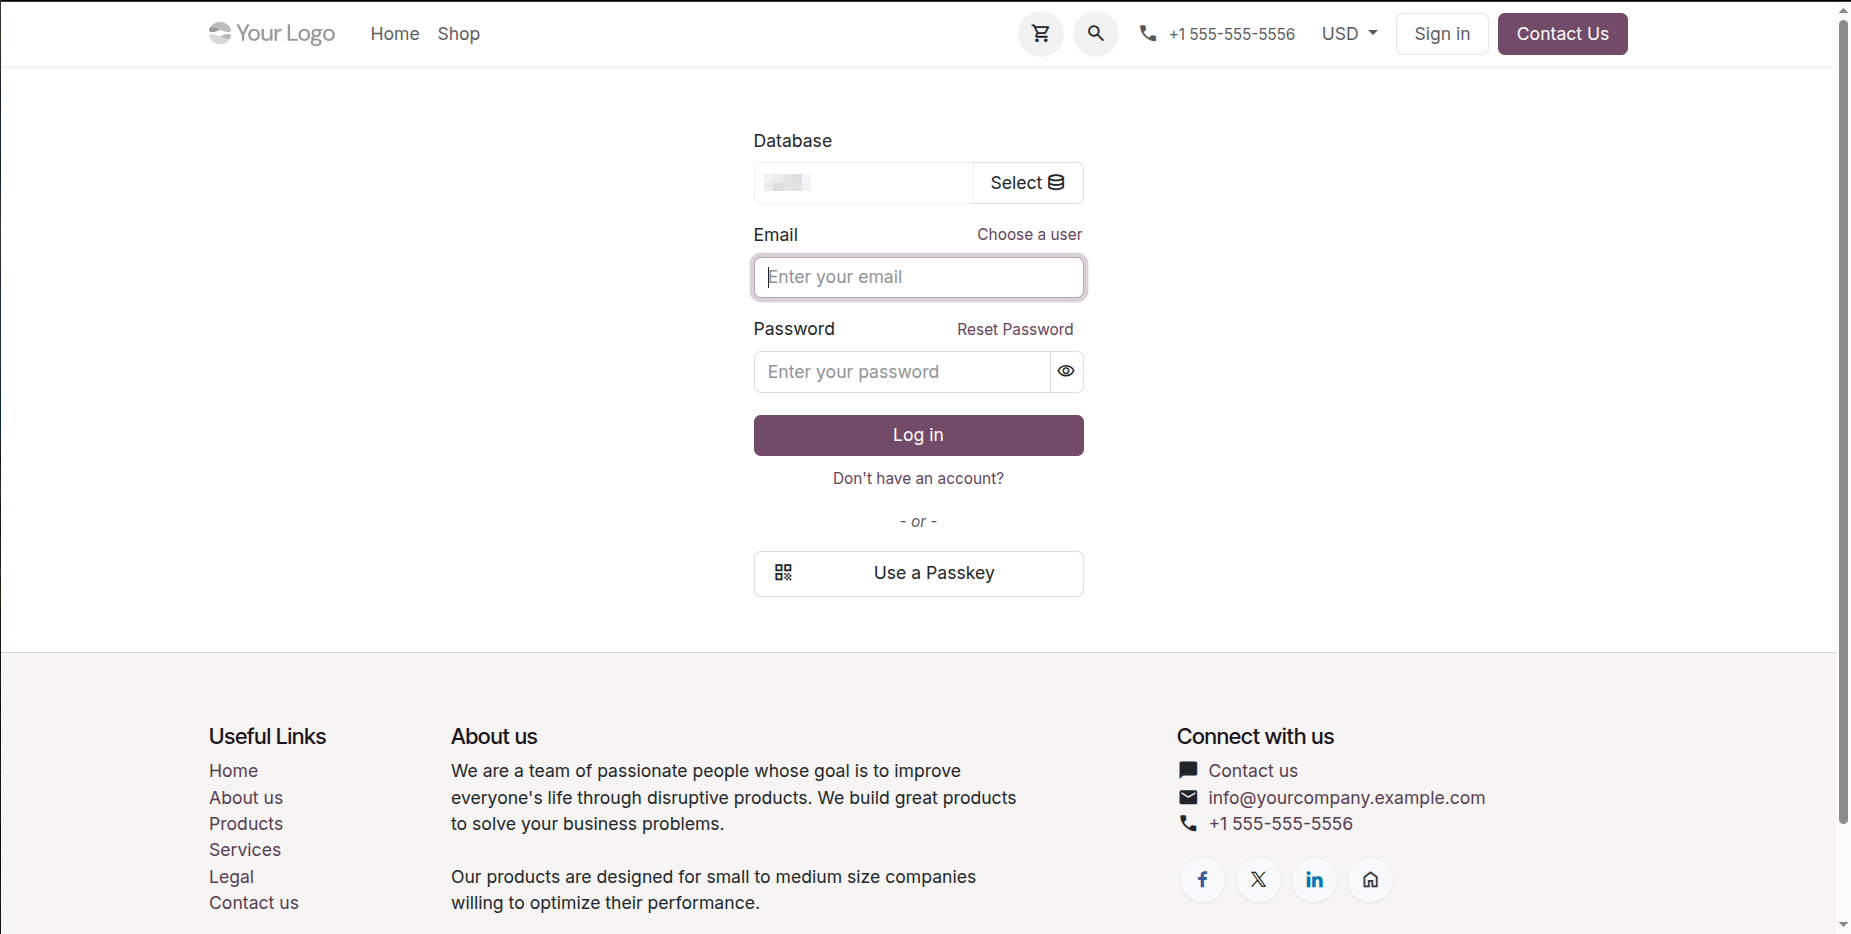 Your Logo
Home
Shop
+1 555-555-5556
USD
Sign in
Contact Us
Database
Select
Email
Choose a user
Enter your email
Password
Reset Password
Enter your password
Log in
Don't have an account?
- or -
Use a Passkey
Useful Links
Home
About us
Products
Services
Legal
Contact us
About us
We are a team of passionate people whose goal is to improve
everyone's life through disruptive products. We build great products
to solve your business problems.
Our products are designed for small to medium size companies
willing to optimize their performance.
Connect with us
Contact us
info@yourcompany.example.com
+1 555-555-5556